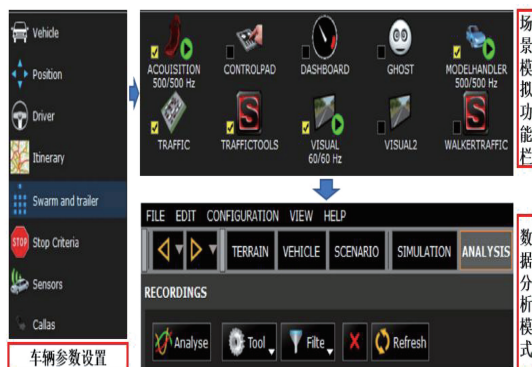 Vehicle
Position
Driver
Itinerary
Swarm and trailer
STOP
Stop Criteria
Sensors
Callas
车辆参数设置
ACQUISITION
500/500 Hz
CONTROLPAD
DASHBOARD
GHOST
MODELHANDLER
500/500 Hz
TRAFFIC
TRAFFICTOOLS
VISUAL
60/60 Hz
VISUAL2
WALKERTRAFFIC
场景模拟功能栏
FILE EDIT CONFIGURATION VIEW HELP
TERRAIN VEHICLE SCENARIO SIMULATION ANALYSIS
RECORDINGS
Analyse Tool Filte Refresh
数据分析模式